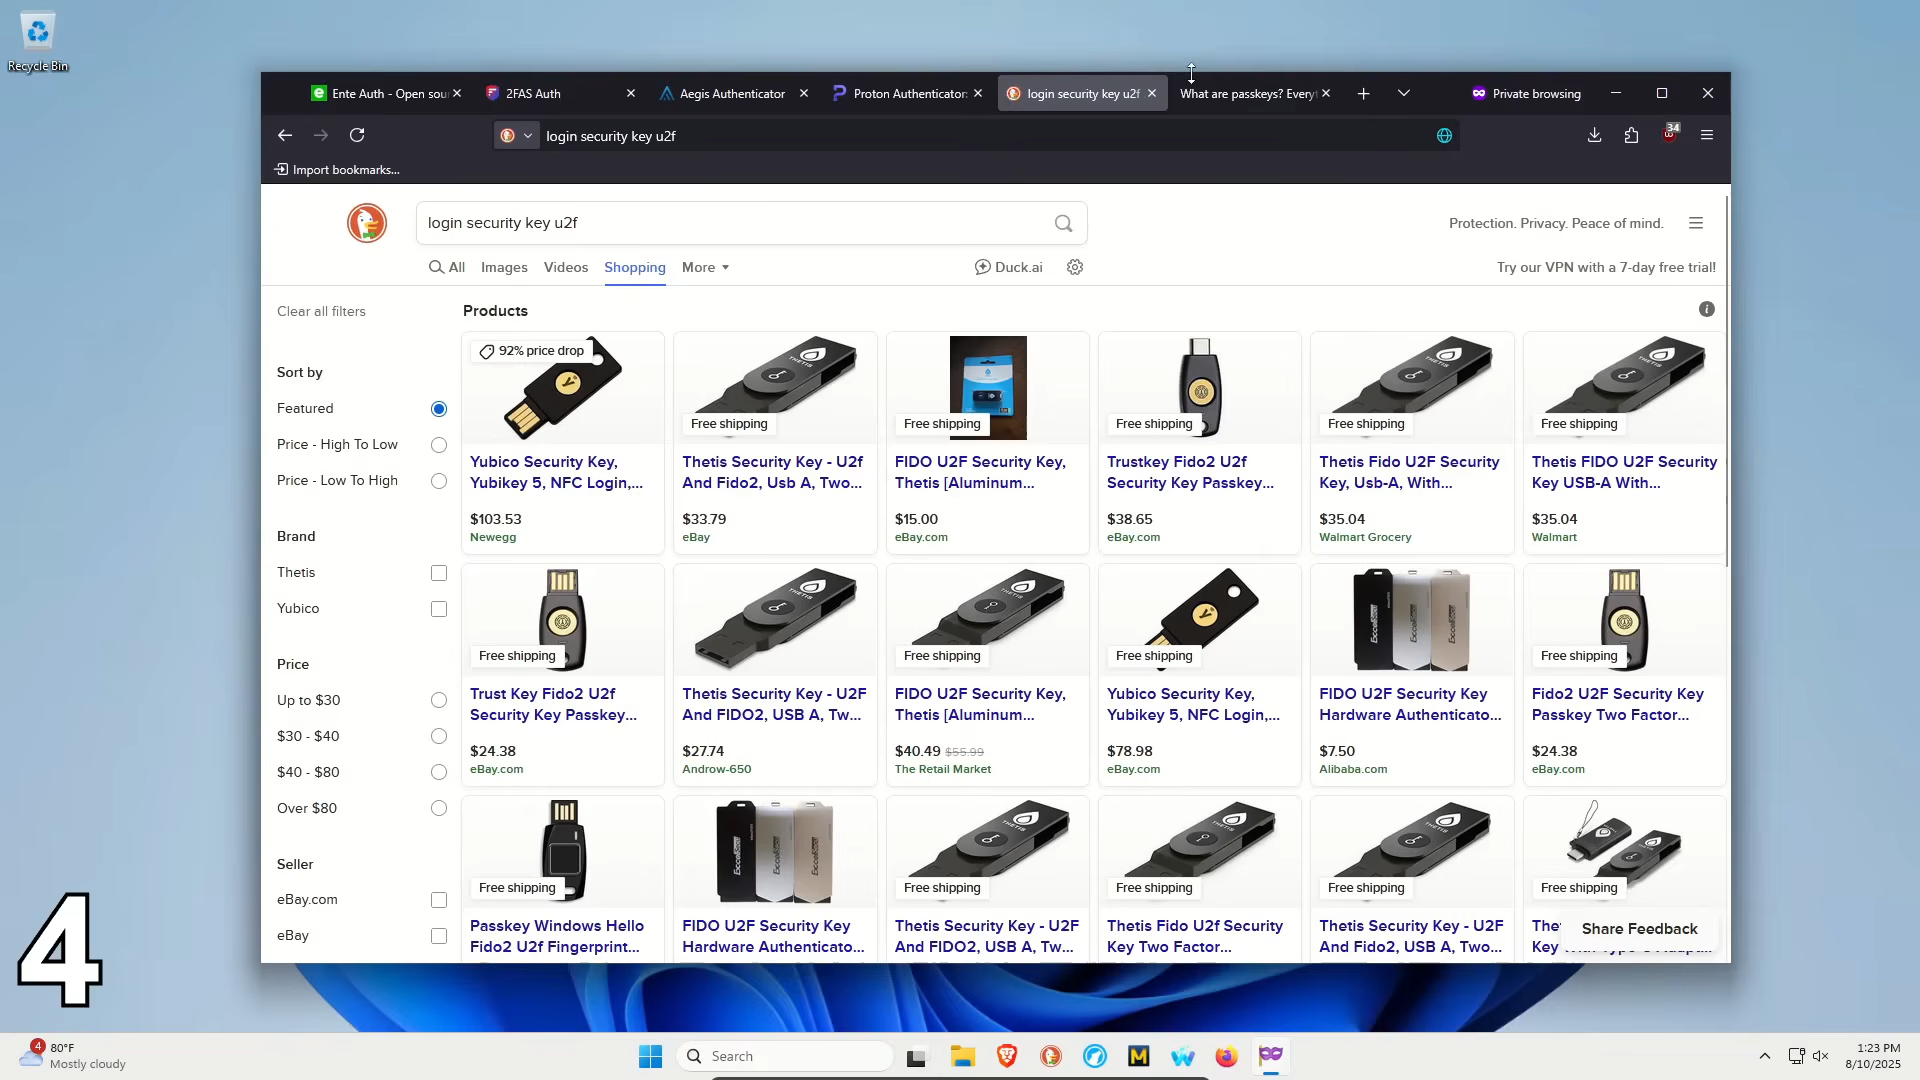 Recycle Bin
Ente Auth - Open sou
2FAS Auth
Aegis Authenticator
Proton Authenticator:
login security key u2f
What are passkeys? Everyt
Private browsing
login security key u2f
34
Import bookmarks...
login security key u2f
Protection. Privacy. Peace of mind.
All
Images
Videos
Shopping
More
Duck.ai
Try our VPN with a 7-day free trial!
Clear all filters
Sort by
Featured
Price - High To Low
Price - Low To High
Brand
Thetis
Yubico
Price
Up to $30
$30 - $40
$40 - $80
Over $80
Seller
eBay.com
eBay
Products
92% price drop
Yubico Security Key,
Yubikey 5, NFC Login,...
$103.53
Newegg
THETIS
Free shipping
Thetis Security Key - U2f
And Fido2, Usb A, Two...
$33.79
eBay
Free shipping
FIDO U2F Security Key,
Thetis [Aluminum...
$15.00
eBay.com
Free shipping
Trustkey Fido2 U2f
Security Key Passkey...
$38.65
eBay.com
THETIS
Free shipping
Thetis Fido U2F Security
Key, Usb-A, With...
$35.04
Walmart Grocery
THETIS
Free shipping
Thetis FIDO U2F Security
Key USB-A With...
$35.04
Walmart
Free shipping
Trust Key Fido2 U2f
Security Key Passkey...
$24.38
eBay.com
THETIS
Thetis Security Key - U2F
And FIDO2, USB A, Tw...
$27.74
Androw-650
THETIS
Free shipping
FIDO U2F Security Key,
Thetis [Aluminum...
$40.49 $55.99
The Retail Market
Free shipping
Yubico Security Key,
Yubikey 5, NFC Login,...
$78.98
eBay.com
FIDO U2F Security Key
Hardware Authenticato...
$7.50
Alibaba.com
Free shipping
Fido2 U2F Security Key
Passkey Two Factor...
$24.38
eBay.com
Free shipping
Passkey Windows Hello
Fido2 U2f Fingerprint...
FIDO U2F Security Key
Hardware Authenticato...
THETIS
Free shipping
Thetis Security Key - U2F
And FIDO2, USB A, Tw...
THETIS
Free shipping
Thetis Fido U2f Security
Key Two Factor...
THETIS
Free shipping
Thetis Security Key - U2F
And Fido2, USB A, Two...
THETIS
Free shipping
Share Feedback
4
4
80°F
Mostly cloudy
Search
1:23 PM
8/10/2025